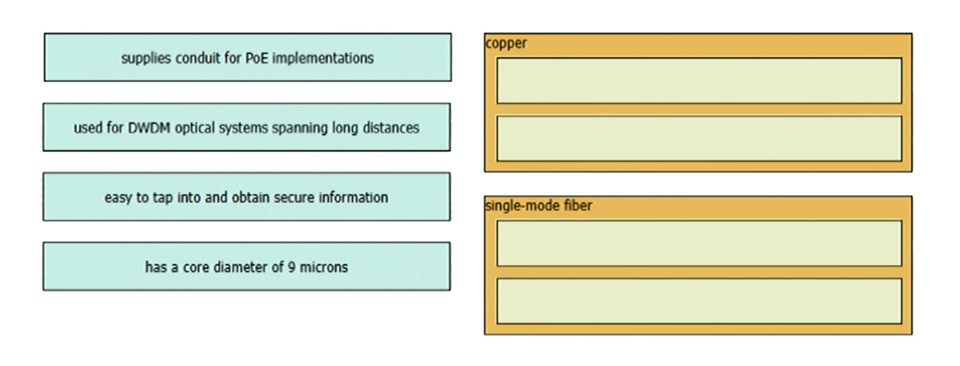 supplies conduit for PoE implementations
used for DWDM optical systems spanning long distances
easy to tap into and obtain secure information
has a core diameter of 9 microns
copper
single-mode fiber